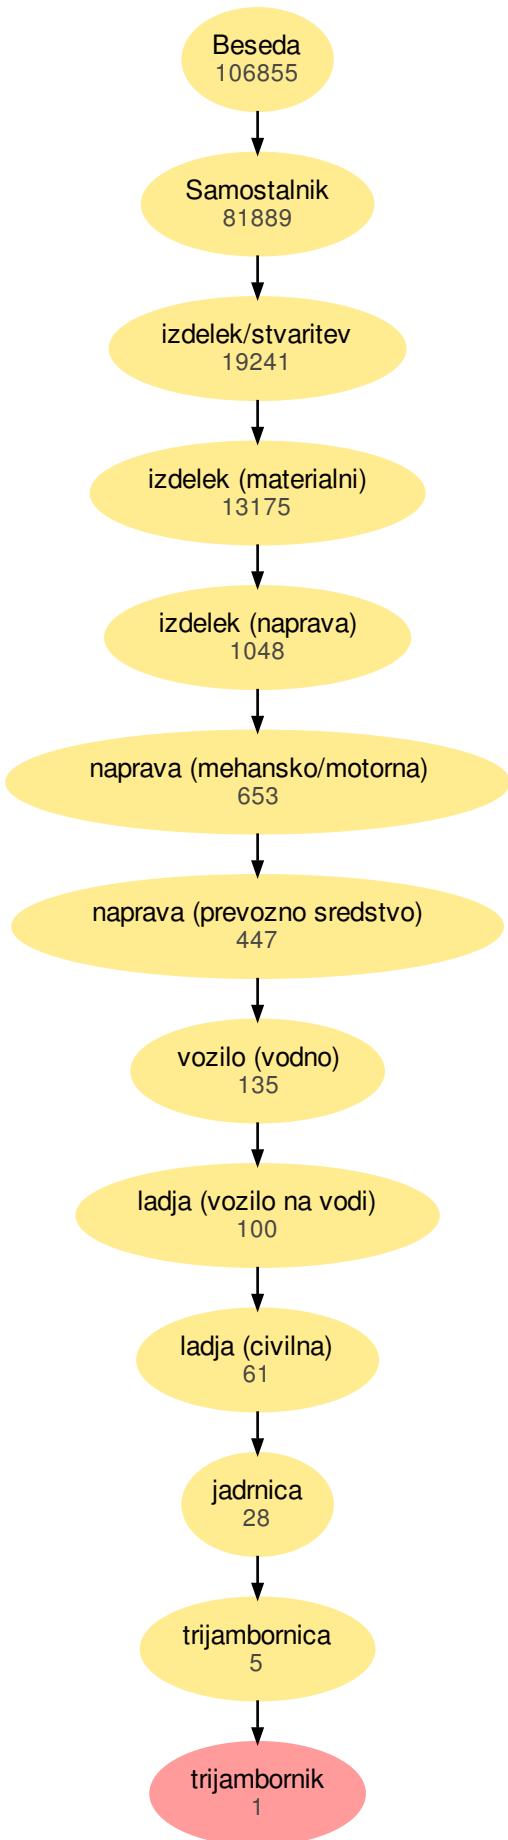 Beseda
106855
Samostalnik
81889
izdelek/stvaritev
19241
izdelek (materialni)
13175
izdelek (naprava)
1048
naprava (mehansko/motorna)
653
naprava (prevozno sredstvo)
447
vozilo (vodno)
135
ladja (vozilo na vodi)
100
ladja (civilna)
61
jadrnica
28
trijambornica
5
trijambornik
1